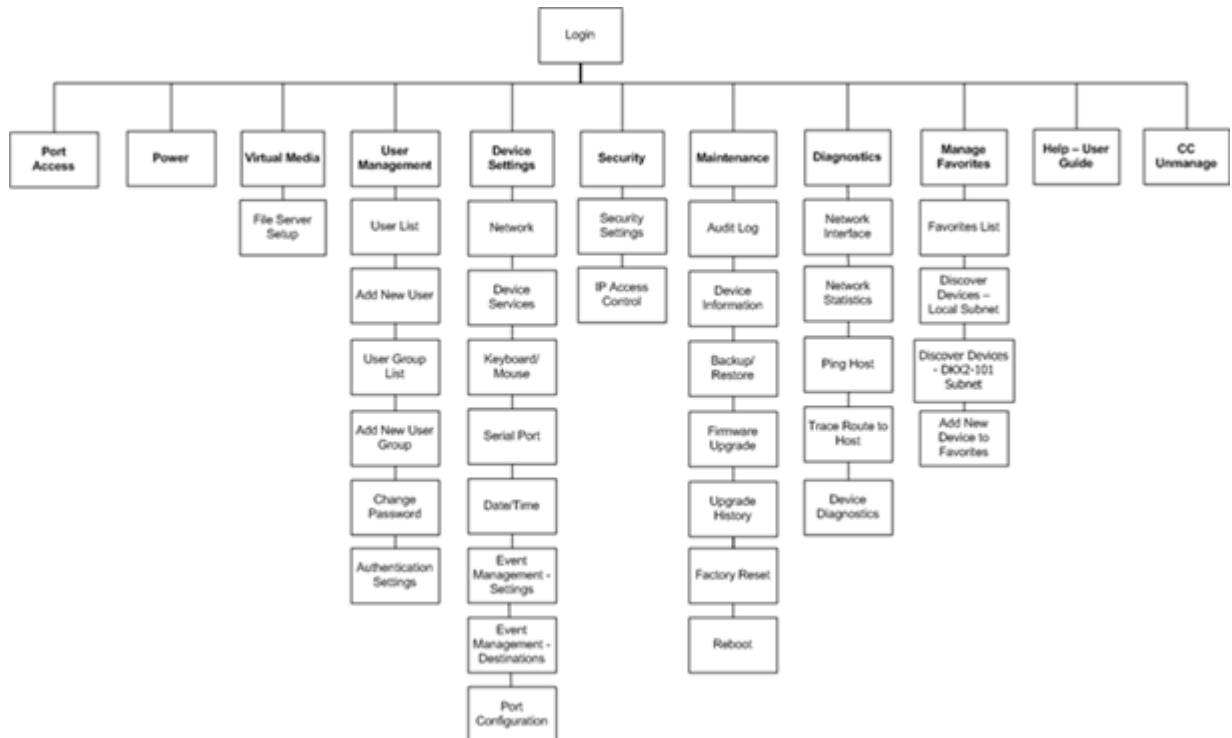 Login
Port
Access
Power
Virtual Media
File Server
Setup
User
Management
User List
Add New User
User Group
List
Add New User
Group
Change
Password
Authentication
Settings
Device
Settings
Network
Device
Services
Keyboard/
Mouse
Serial Port
Date/Time
Event
Management -
Settings
Event
Management -
Destinations
Port
Configuration
Security
Security
Settings
IP Access
Control
Maintenance
Audit Log
Device
Information
Backup/
Restore
Firmware
Upgrade
Upgrade
History
Factory Reset
Reboot
Diagnostics
Network
Interface
Network
Statistics
Ping Host
Trace Route to
Host
Device
Diagnostics
Manage
Favorites
Favorites List
Discover
Devices –
Local Subnet
Discover Devices
- DKX2-101
Subnet
Add New
Device to
Favorites
Help – User
Guide
CC
Unmanage